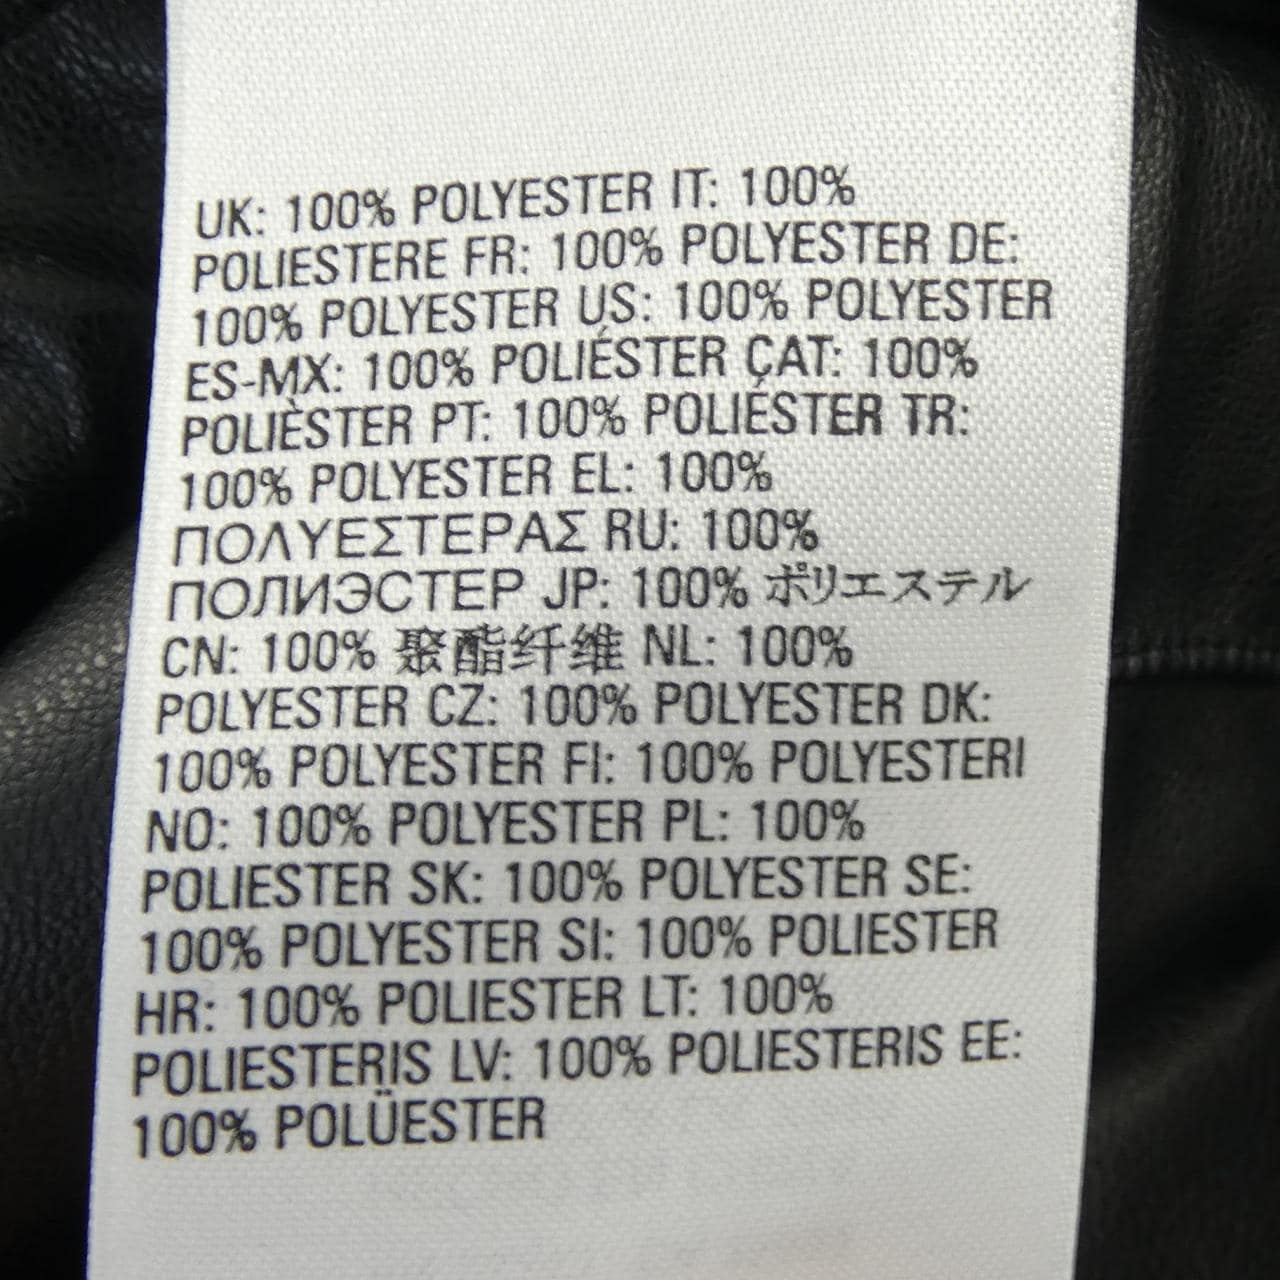 UK: 100% POLYESTER IT: 100%
POLIESTERE FR: 100% POLYESTER DE:
100% POLYESTER US: 100% POLYESTER
ES-MX: 100% POLIÉSTER CAT: 100%
POLIÈSTER PT: 100% POLIÉSTER TR:
100% POLYESTER EL: 100%
ΠΟΛΥΕΣΤΕΡΑΣ RU: 100%
ПОЛИЭСТЕР JP: 100% ポリエステル
CN: 100% 聚酯纤维 NL: 100%
POLYESTER CZ: 100% POLYESTER DK:
100% POLYESTER FI: 100% POLYESTERI
NO: 100% POLYESTER PL: 100%
POLIESTER SK: 100% POLYESTER SE:
100% POLYESTER SI: 100% POLIESTER
HR: 100% POLIESTER LT: 100%
POLIESTERIS LV: 100% POLIESTERIS EE:
100% POLÜESTER